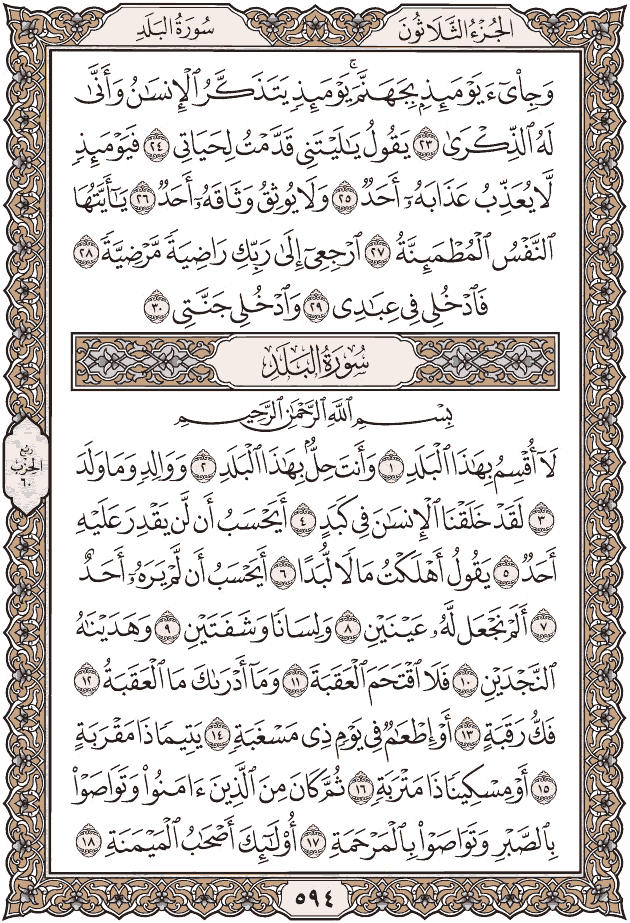 الجُزْءُ الثَّلَاثُونَ
سُورَةُ البَلَدِ
وَجِاْىٓءَ يَوْمَئِذِۭ بِجَهَنَّمَۚ يَوْمَئِذٖ يَتَذَكَّرُ ٱلْإِنسَٰنُ وَأَنَّىٰ
لَهُ ٱلذِّكْرَىٰ ٢٣ يَقُولُ يَٰلَيْتَنِي قَدَّمْتُ لِحَيَاتِي ٢٤ فَيَوْمَئِذٖ
لَّا يُعَذِّبُ عَذَابَهُۥٓ أَحَدٞ ٢٥ وَلَا يُوثِقُ وَثَاقَهُۥٓ أَحَدٞ ٢٦ يَٰٓأَيَّتُهَا
ٱلنَّفْسُ ٱلْمُطْمَئِنَّةُ ٢٧ ٱرْجِعِيٓ إِلَىٰ رَبِّكِ رَاضِيَةٗ مَّرْضِيَّةٗ ٢٨
فَٱدْخُلِي فِي عِبَٰدِي ٢٩ وَٱدْخُلِي جَنَّتِي ٣٠
سُورَةُ البَلَدِ
بِسْمِ ٱللَّهِ ٱلرَّحْمَٰنِ ٱلرَّحِيمِ
لَآ أُقْسِمُ بِهَٰذَا ٱلْبَلَدِ ١ وَأَنتَ حِلُّۢ بِهَٰذَا ٱلْبَلَدِ ٢ وَوَالِدٖ وَمَا وَلَدَ
٣ لَقَدْ خَلَقْنَا ٱلْإِنسَٰنَ فِي كَبَدٍ ٤ أَيَحْسَبُ أَن لَّن يَقْدِرَ عَلَيْهِ
أَحَدٞ ٥ يَقُولُ أَهْلَكْتُ مَالٗا لُّبَدًا ٦ أَيَحْسَبُ أَن لَّمْ يَرَهُۥٓ أَحَدٌ
٧ أَلَمْ نَجْعَل لَّهُۥ عَيْنَيْنِ ٨ وَلِسَانٗا وَشَفَتَيْنِ ٩ وَهَدَيْنَٰهُ
ٱلنَّجْدَيْنِ ١٠ فَلَا ٱقْتَحَمَ ٱلْعَقَبَةَ ١١ وَمَآ أَدْرَىٰكَ مَا ٱلْعَقَبَةُ ١٢
فَكُّ رَقَبَةٍ ١٣ أَوْ إِطْعَٰمٞ فِي يَوْمٖ ذِي مَسْغَبَةٖ ١٤ يَتِيمٗا ذَا مَقْرَبَةٍ
١٥ أَوْ مِسْكِينٗا ذَا مَتْرَبَةٖ ١٦ ثُمَّ كَانَ مِنَ ٱلَّذِينَ ءَامَنُواْ وَتَوَاصَوْاْ
بِٱلصَّبْرِ وَتَوَاصَوْاْ بِٱلْمَرْحَمَةِ ١٧ أُوْلَٰٓئِكَ أَصْحَٰبُ ٱلْمَيْمَنَةِ ١٨
ربع
الحزب
٦٠
٥٩٤